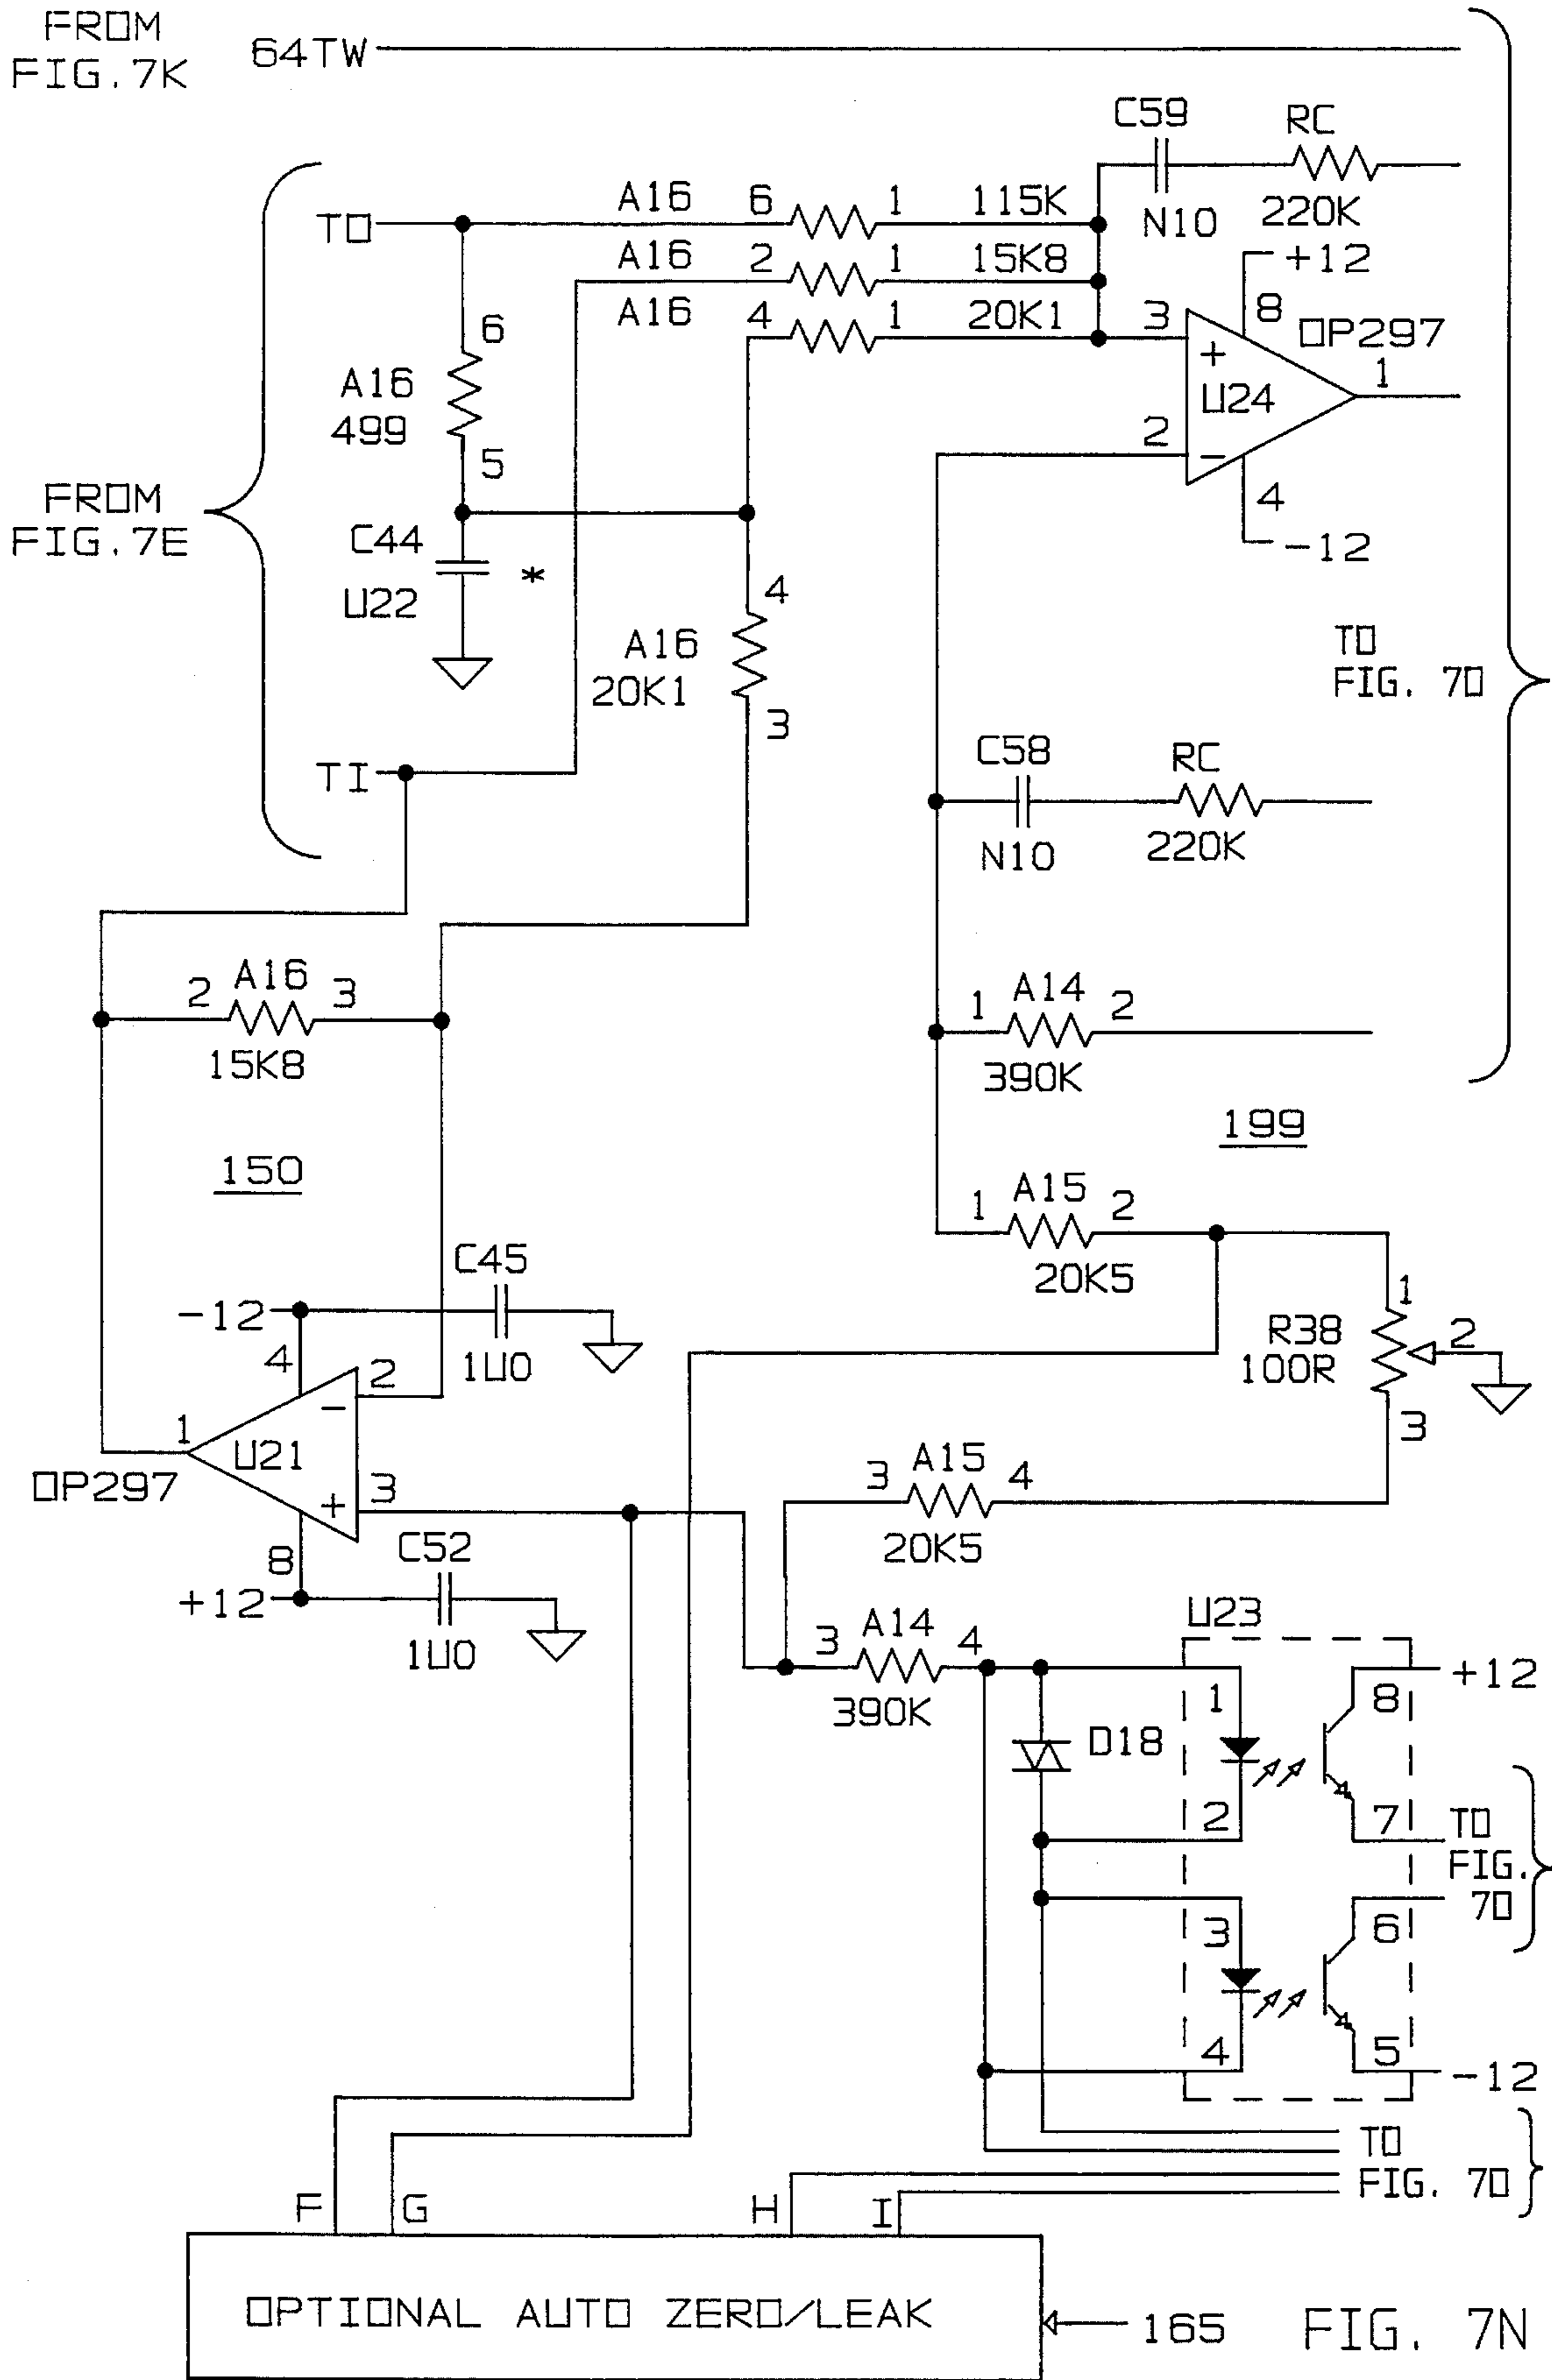 FROM
FIG. 7K
64TW
C59
RC
N10
220K
TO
A16 6 1 115K
A16 2 1 15K8
A16 4 1 20K1
+12
8
3
OP297
+
U24
1
2
-
4
-12
6
A16
499
5
FROM
FIG. 7E
C44
U22
*
4
A16
20K1
3
TO
FIG. 7O
TI
C58
RC
N10
220K
2 A16 3
15K8
1 A14 2
390K
150
199
1 A15 2
20K5
C45
-12
4
1U0
2
-
1
U21
OP297
+
3
8
+12
C52
1U0
1
R38
100R
2
3
3 A15 4
20K5
3 A14 4
390K
U23
1
8
+12
D18
2
7
TO
FIG.
7O
3
6
4
5
-12
TO
FIG. 7O
F
G
H
I
OPTIONAL AUTO ZERO/LEAK
165
FIG. 7N